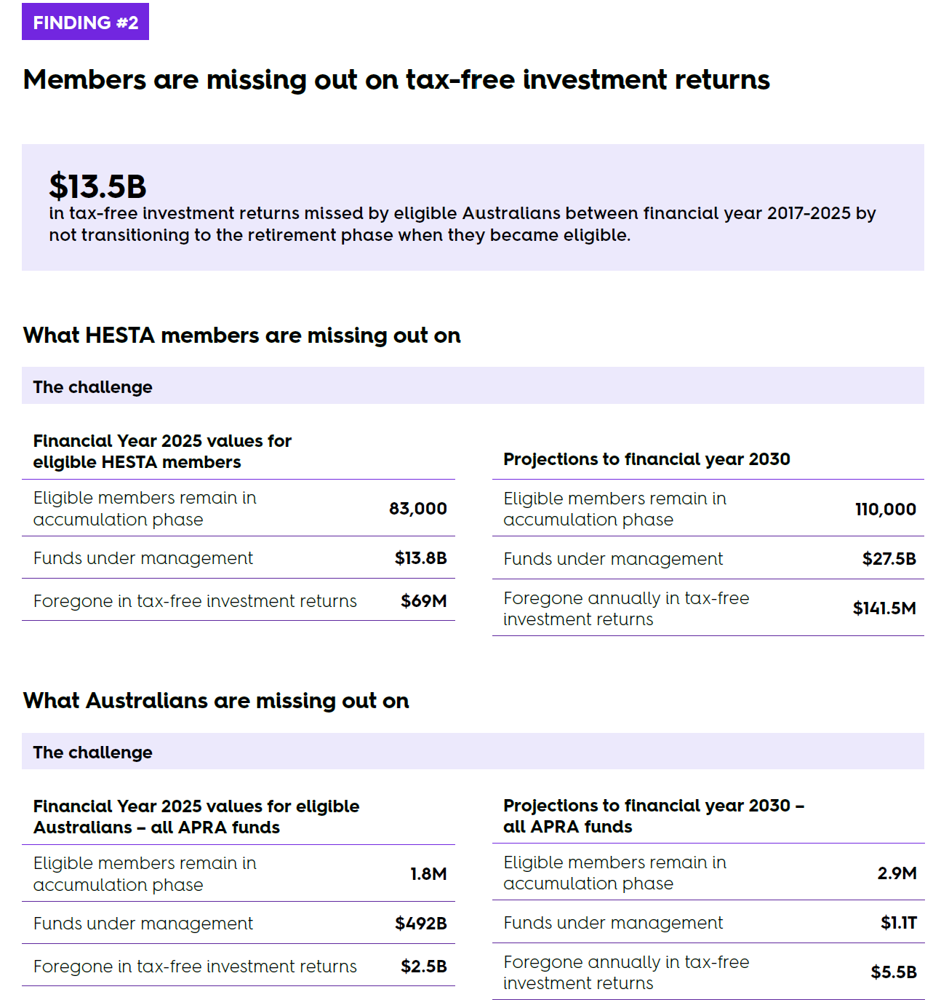 FINDING #2
Members are missing out on tax-free investment returns
$13.5B
in tax-free investment returns missed by eligible Australians between financial year 2017-2025 by
not transitioning to the retirement phase when they became eligible.
What HESTA members are missing out on
The challenge
Financial Year 2025 values for
eligible HESTA members
Eligible members remain in
accumulation phase
83,000
Funds under management
$13.8B
Foregone in tax-free investment returns
$69M
Projections to financial year 2030
Eligible members remain in
accumulation phase
110,000
Funds under management
$27.5B
Foregone annually in tax-free
investment returns
$141.5M
What Australians are missing out on
The challenge
Financial Year 2025 values for eligible
Australians – all APRA funds
Eligible members remain in
accumulation phase
1.8M
Funds under management
$492B
Foregone in tax-free investment returns
$2.5B
Projections to financial year 2030 –
all APRA funds
Eligible members remain in
accumulation phase
2.9M
Funds under management
$1.1T
Foregone annually in tax-free
investment returns
$5.5B